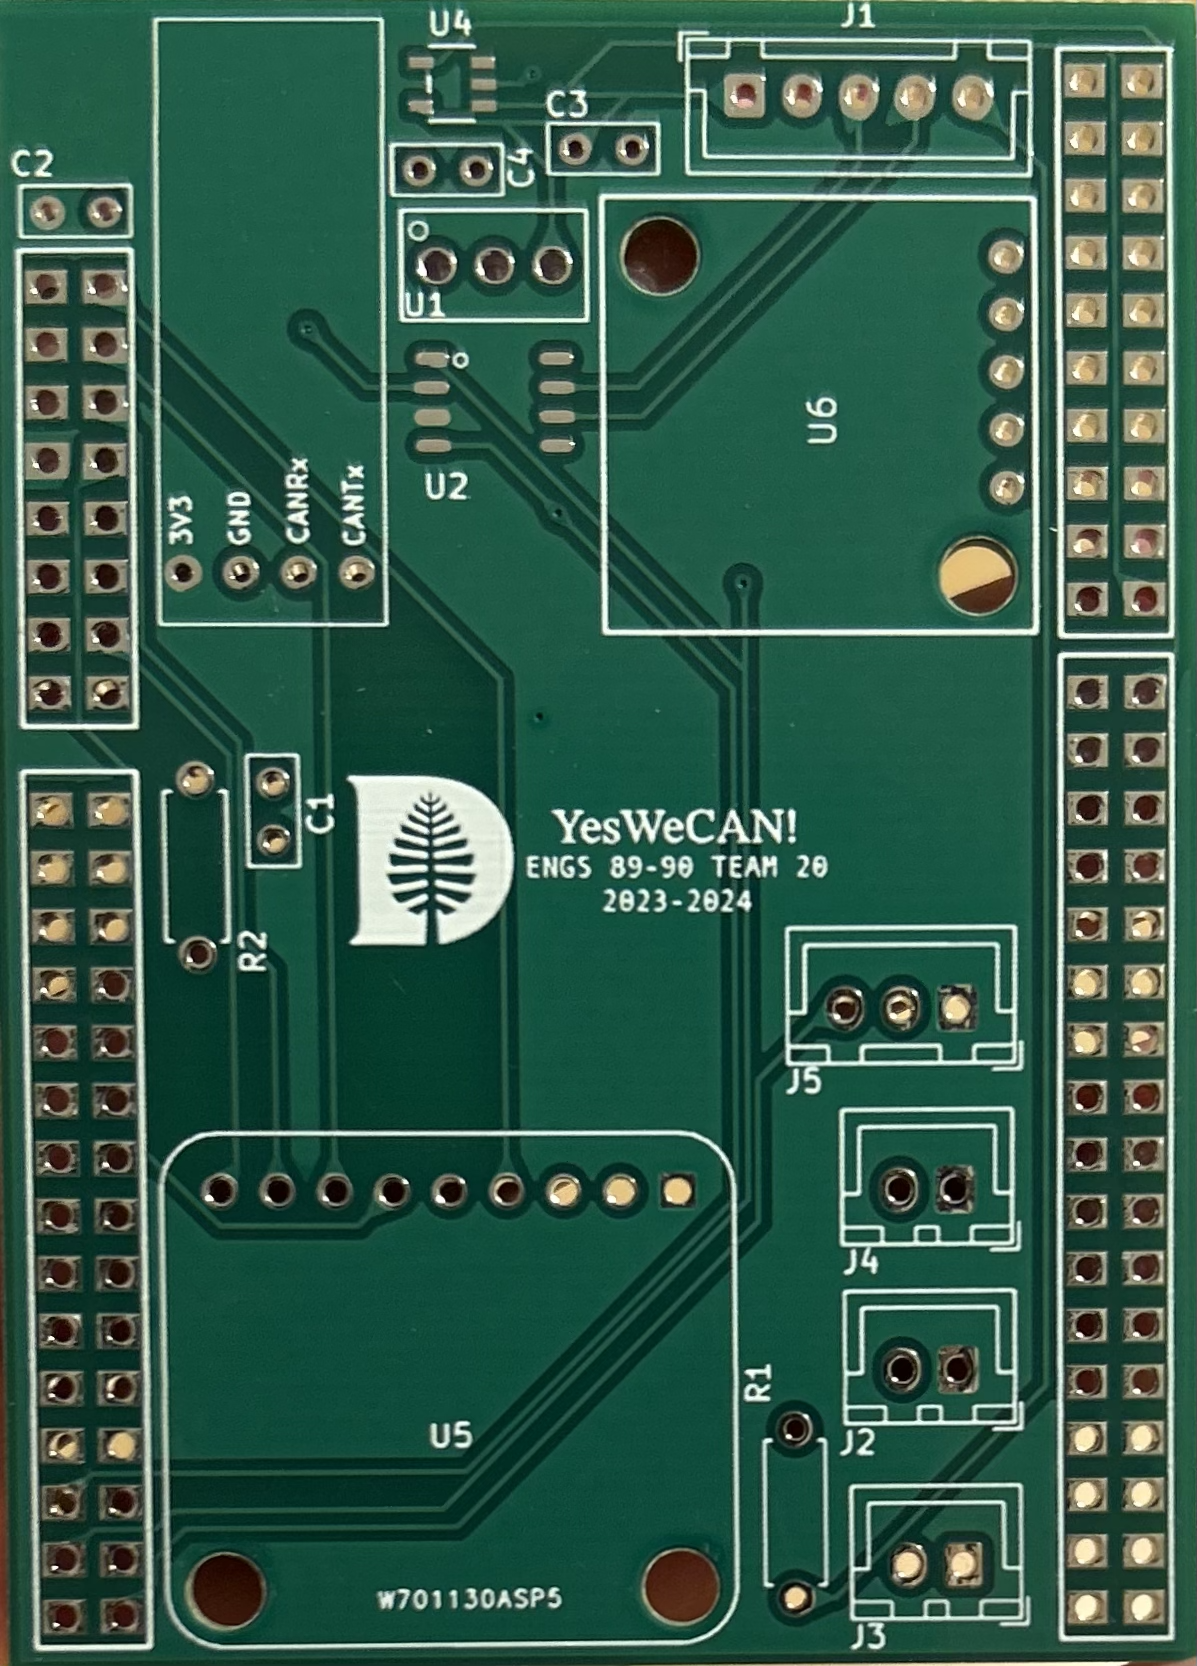 U4
J1
C3
C2
C4
U1
U6
U2
3V3
GND
CANRx
CANTx
C1
YesWeCAN!
ENGS 89-90 TEAM 20
2023-2024
R2
J5
J4
R1
U5
J2
W701130ASP5
J3